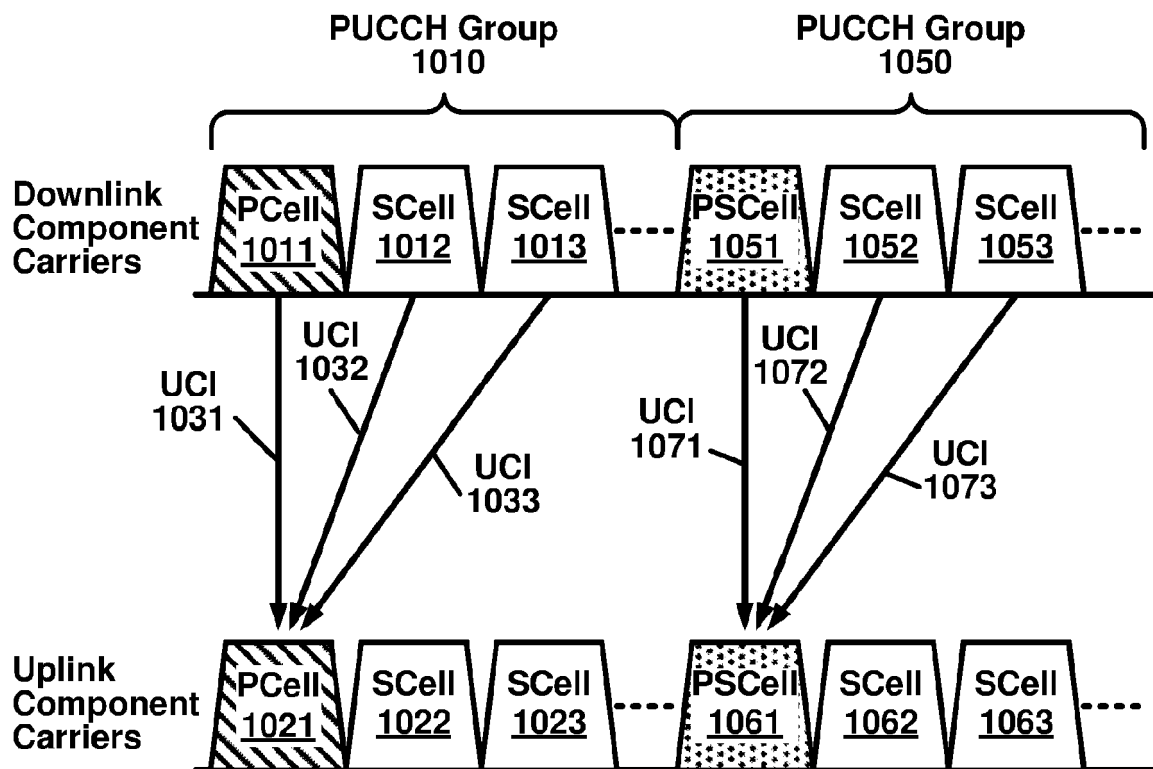 PUCCH Group
1010
PUCCH Group
1050
Downlink
Component
Carriers
PCell
1011
SCell
1012
SCell
1013
PSCell
1051
SCell
1052
SCell
1053
UCI
1031
UCI
1032
UCI
1033
UCI
1071
UCI
1072
UCI
1073
Uplink
Component
Carriers
PCell
1021
SCell
1022
SCell
1023
PSCell
1061
SCell
1062
SCell
1063